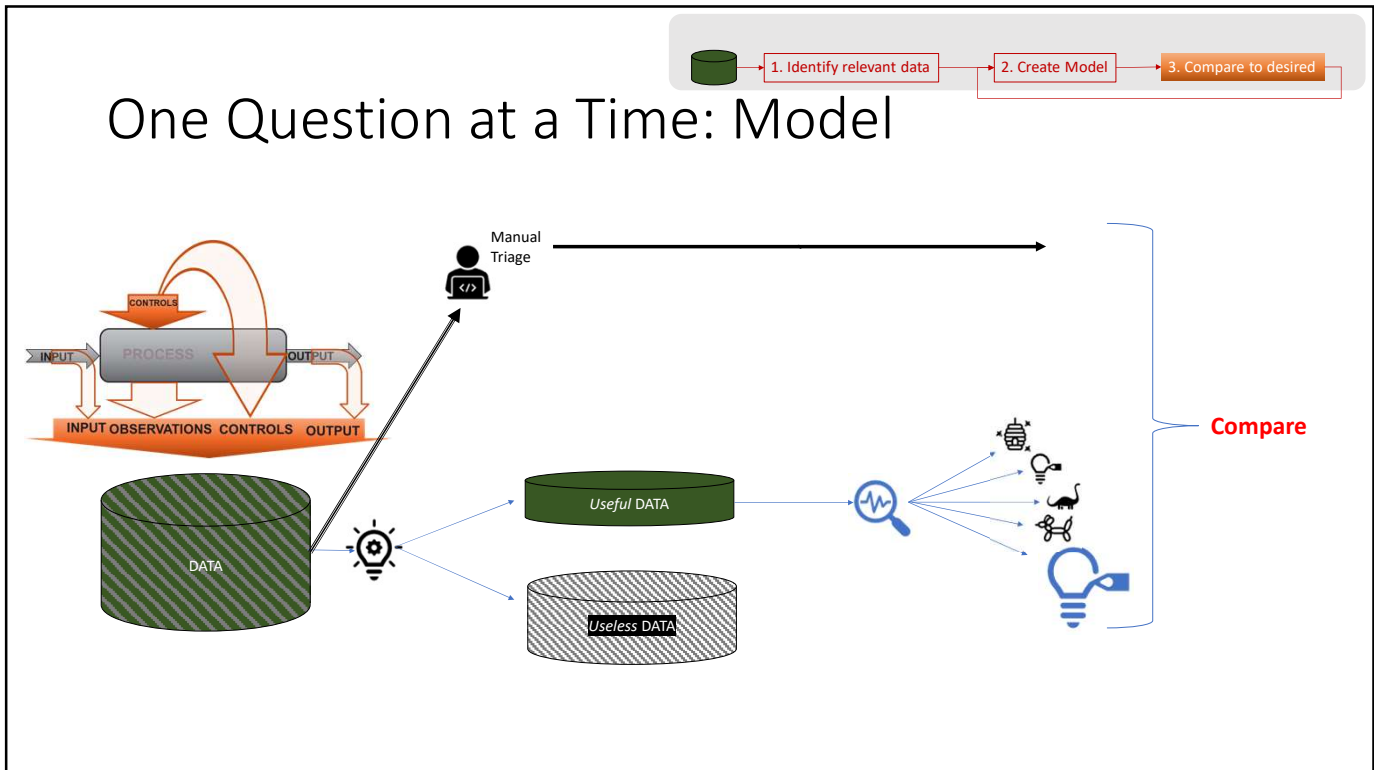 1. Identify relevant data
2. Create Model
3. Compare to desired
One Question at a Time: Model
Manual
Triage
CONTROLS
INPUT
PROCESS
OUTPUT
INPUT OBSERVATIONS CONTROLS OUTPUT
DATA
Useful DATA
Useless DATA
</>
Compare